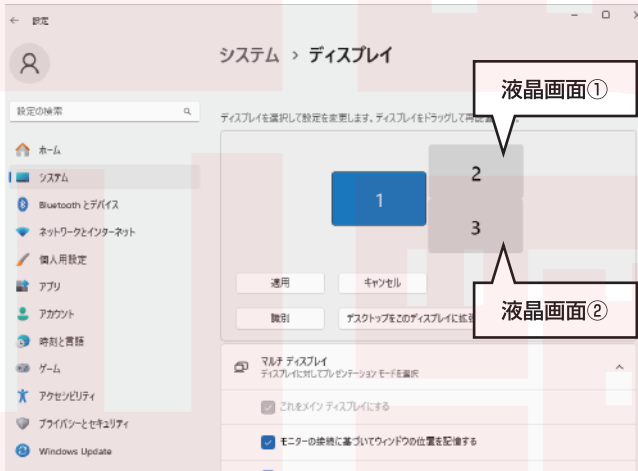 設定
システム > ディスプレイ
液晶画面①
設定の検索
ディスプレイを選択して設定を変更します。ディスプレイをドラッグして再
ホーム
システム
Bluetooth とデバイス
ネットワークとインターネット
個人用設定
アプリ
アカウント
時刻と言語
ゲーム
アクセシビリティ
プライバシーとセキュリティ
Windows Update
1
2
3
適用
キャンセル
識別
デスクトップをこのディスプレイに拡
液晶画面②
マルチ ディスプレイ
ディスプレイに対してプレゼンテーション モードを選択
これをメイン ディスプレイにする
モニターの接続に基づいてウィンドウの位置を記憶する